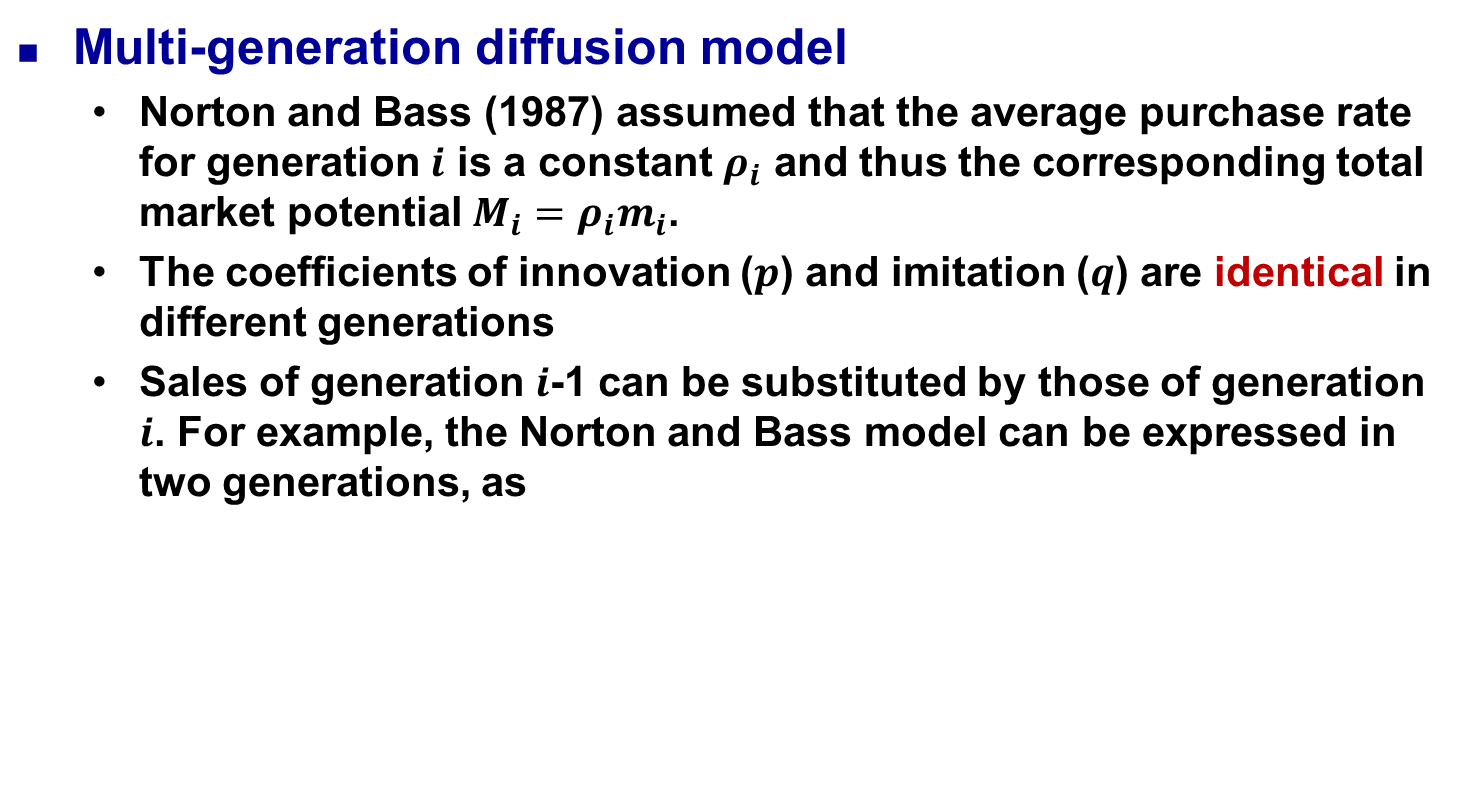 Multi-generation diffusion model
• Norton and Bass (1987) assumed that the average purchase rate
for generation 𝒊 is a constant 𝝆ᵢ and thus the corresponding total
market potential 𝑴ᵢ = 𝝆ᵢ𝒎ᵢ.
• The coefficients of innovation (𝒑) and imitation (𝒒) are identical in
different generations
• Sales of generation 𝒊-1 can be substituted by those of generation
𝒊. For example, the Norton and Bass model can be expressed in
two generations, as